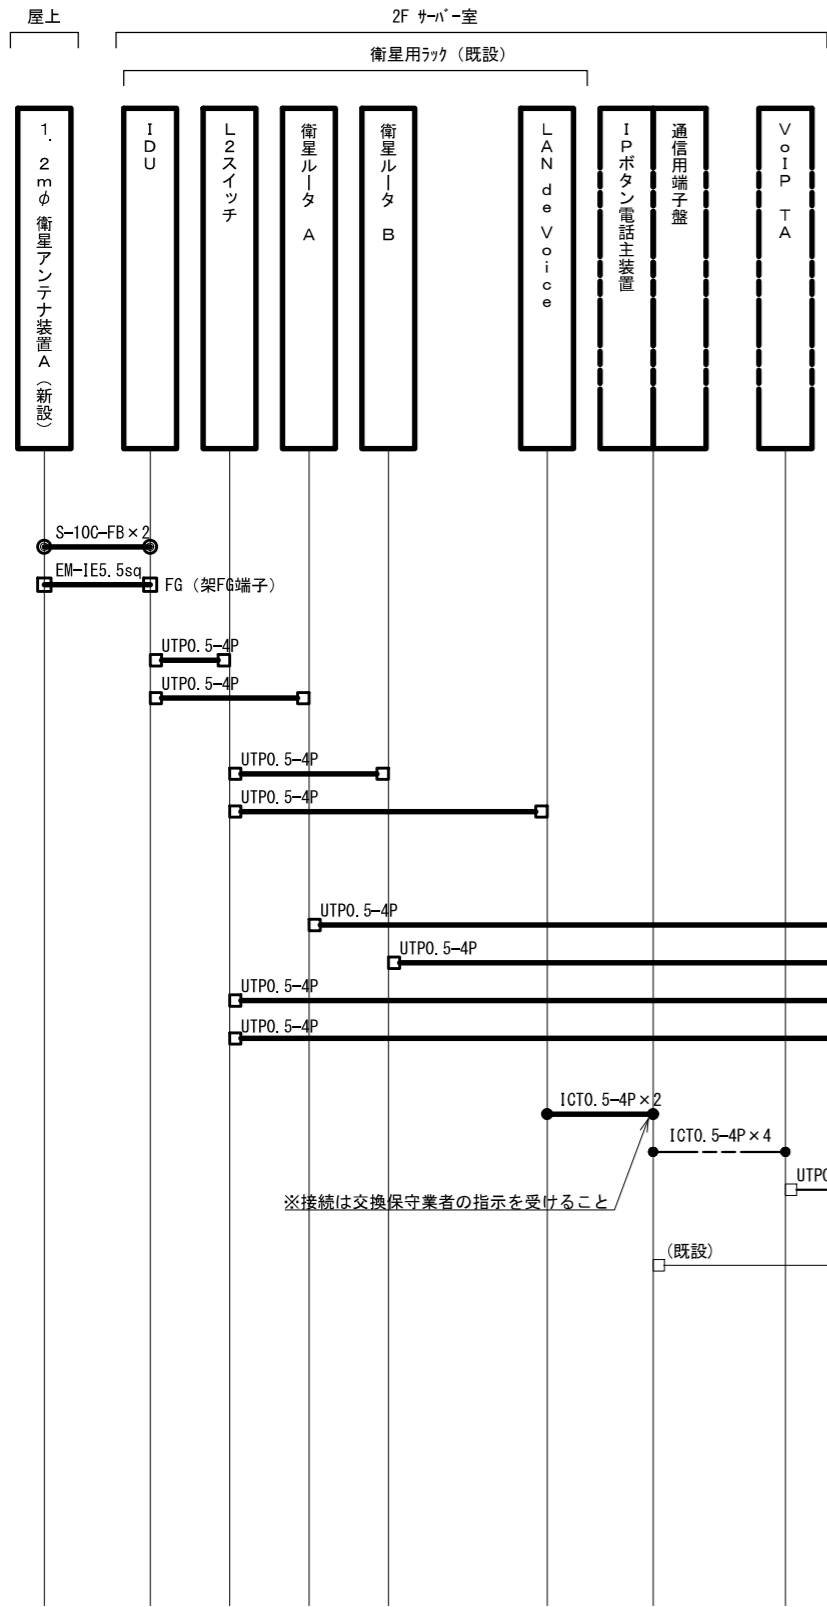 屋上
2F ｻｰﾊﾞｰ室
衛星用ﾗｯｸ（既設）
１．２ｍφ 衛星アンテナ装置Ａ（新設）
ＩＤＵ
Ｌ２スイッチ
衛星ルータ　Ａ
衛星ルータ　Ｂ
ＬＡＮ ｄｅ Ｖｏｉｃｅ
ＩＰボタン電話主装置
通信用端子盤
ＶｏＩＰ　ＴＡ
S-10C-FB×2
EM-IE5.5sq
FG（架FG端子）
UTP0.5-4P
UTP0.5-4P
UTP0.5-4P
UTP0.5-4P
UTP0.5-4P
UTP0.5-4P
UTP0.5-4P
UTP0.5-4P
ICT0.5-4P×2
ICT0.5-4P×4
UTP0
※接続は交換保守業者の指示を受けること
(既設)